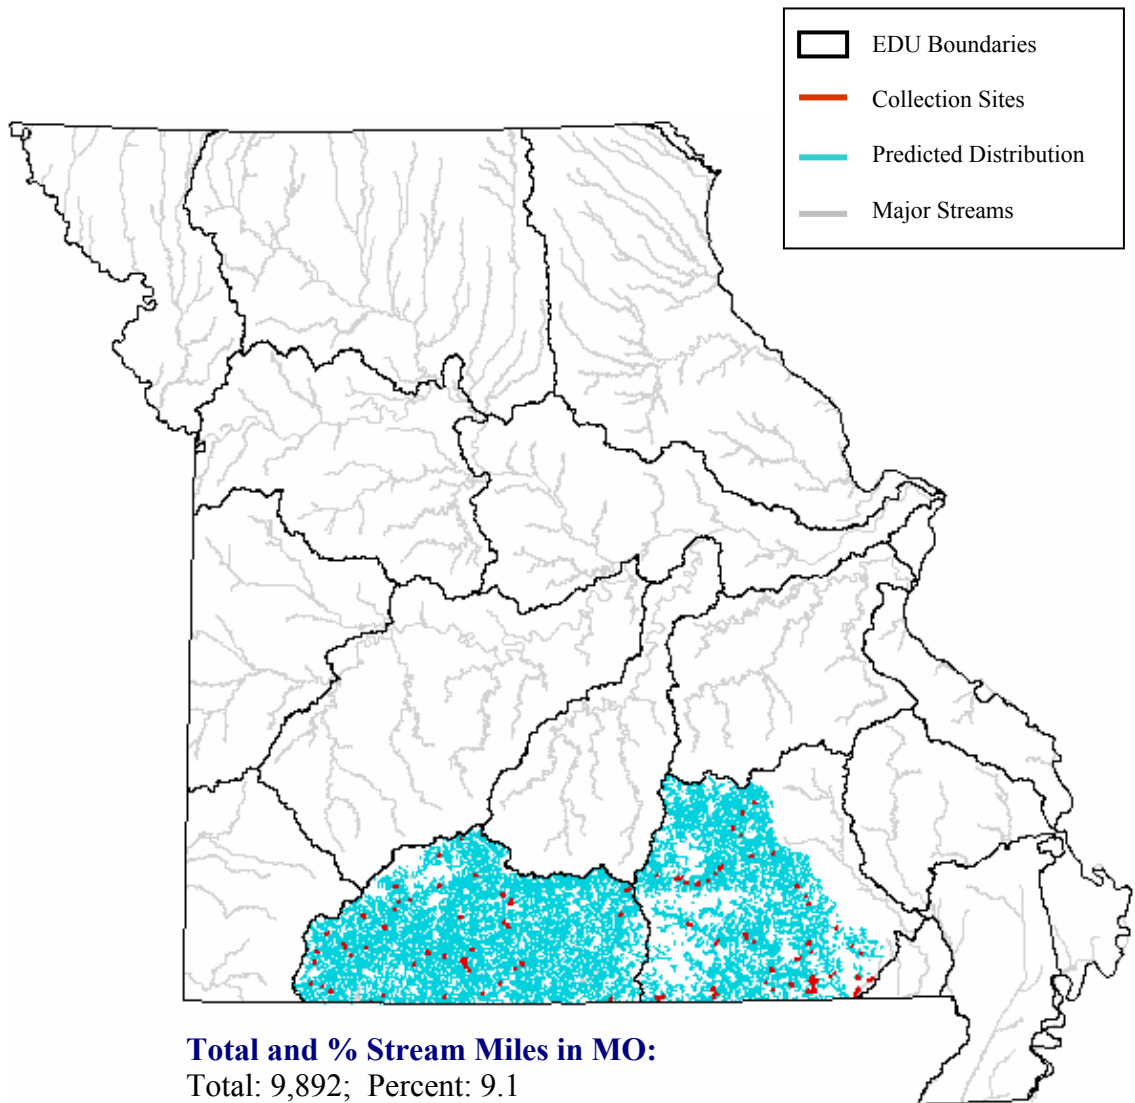 EDU Boundaries
Collection Sites
Predicted Distribution
Major Streams
Total and % Stream Miles in MO:
Total: 9,892;  Percent: 9.1